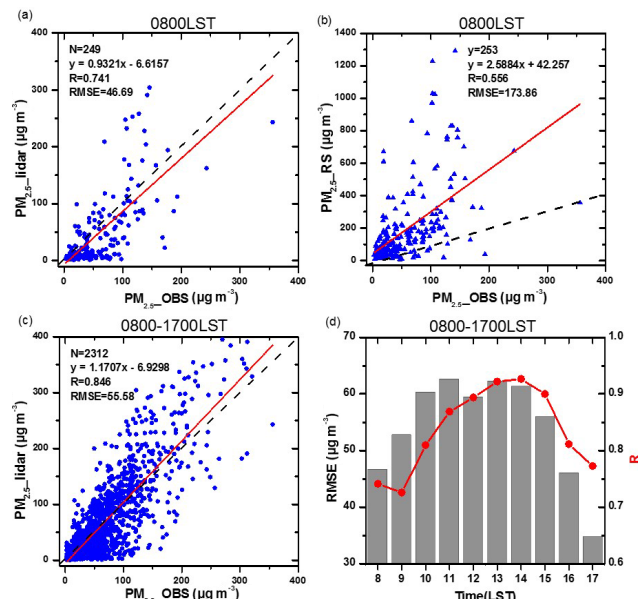 (a)
0800LST
N=249
y = 0.9321x - 6.6157
R=0.741
RMSE=46.69
PM2.5_lidar (μg m-3)
400
300
200
100
0
0 100 200 300 400
PM2.5_OBS (μg m-3)
(b)
0800LST
y=253
y = 2.5884x + 42.257
R=0.556
RMSE=173.86
PM2.5_RS (μg m-3)
1400
1200
1000
800
600
400
200
0
0 100 200 300 400
PM2.5_OBS (μg m-3)
(c)
0800-1700LST
N=2312
y = 1.1707x - 6.9298
R=0.846
RMSE=55.58
PM2.5_lidar (μg m-3)
400
300
200
100
0
0 100 200 300 400
PM2.5_OBS (μg m-3)
(d)
0800-1700LST
RMSE (μg m-3)
70
60
50
40
30
1.0
0.9
0.8
0.7
0.6
R
8 9 10 11 12 13 14 15 16 17
Time(LST)